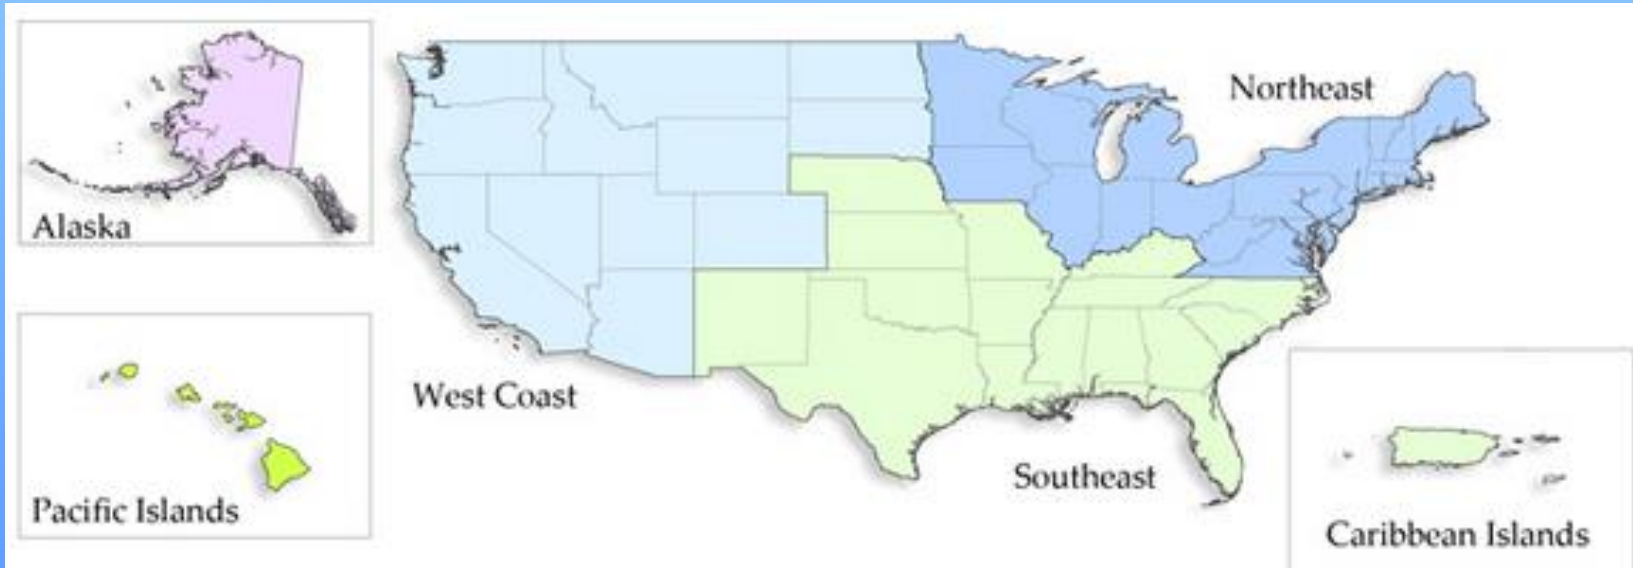 Alaska
Northeast
West Coast
Southeast
Pacific Islands
Caribbean Islands